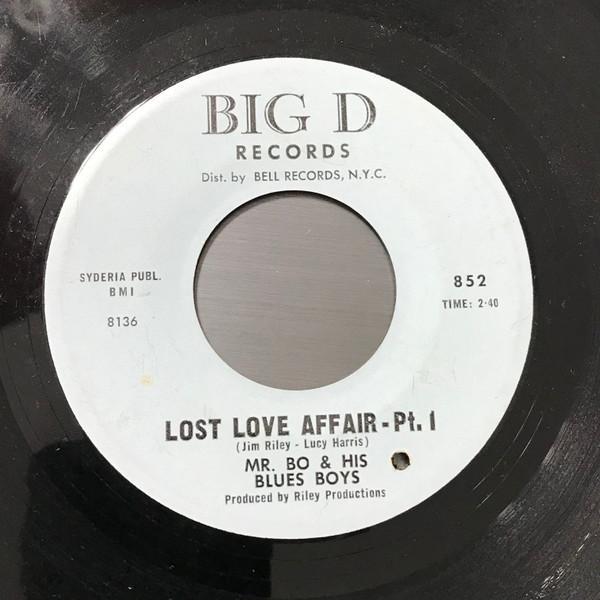 BIG D
RECORDS
Dist. by BELL RECORDS, N.Y.C.
SYDERIA PUBL.
BMI
8136
852
TIME: 2:40
LOST LOVE AFFAIR-Pt. 1
(Jim Riley - Lucy Harris)
MR. BO & HIS
BLUES BOYS
Produced by Riley Productions